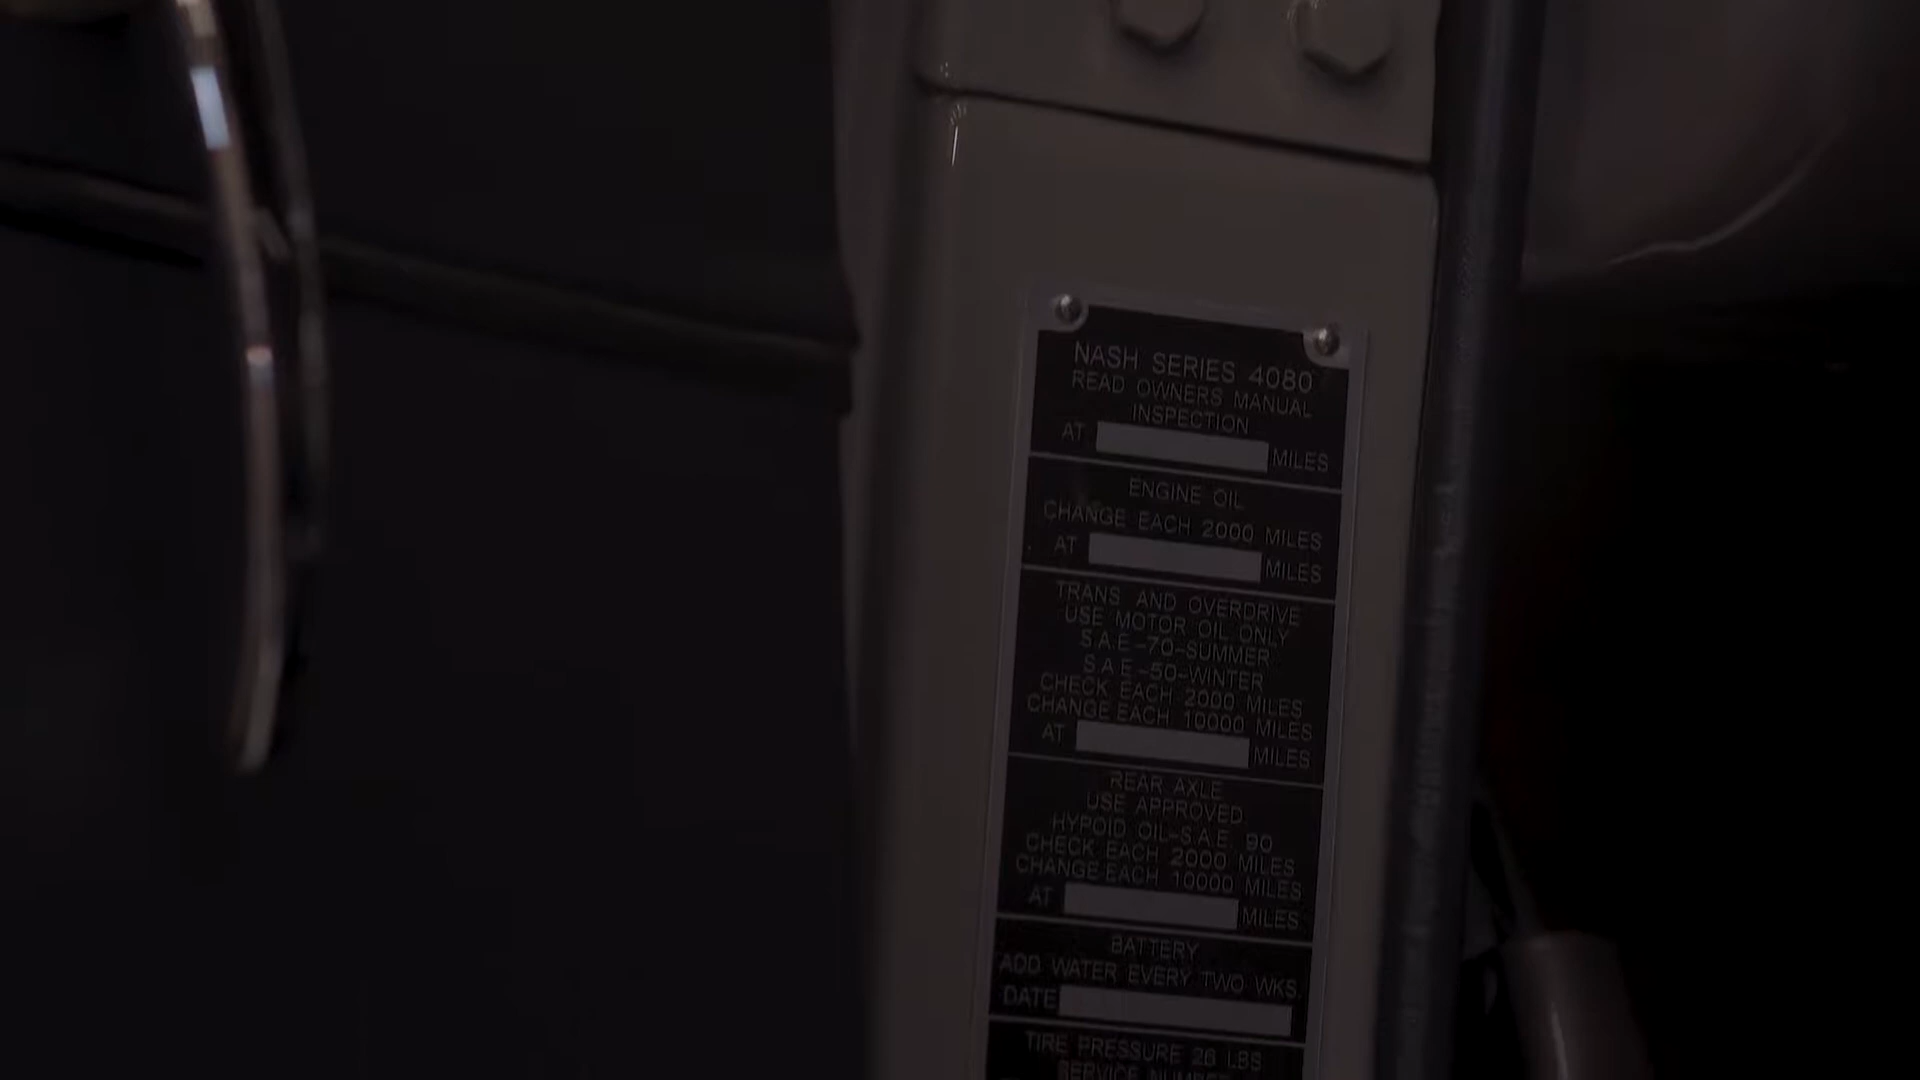 NASH SERIES 4080
READ OWNERS MANUAL
INSPECTION
AT MILES
ENGINE OIL
CHANGE EACH 2000 MILES
AT MILES
TRANS AND OVERDRIVE
USE MOTOR OIL ONLY
S.A.E-70-SUMMER
S.A.E-50-WINTER
CHECK EACH 2000 MILES
CHANGE EACH 10000 MILES
AT MILES
REAR AXLE
USE APPROVED
HYPOID OIL-S.A.E. 90
CHECK EACH 2000 MILES
CHANGE EACH 10000 MILES
AT MILES
BATTERY
ADD WATER EVERY TWO WKS.
DATE
TIRE PRESSURE 26 LBS
SERVICE NUMBER